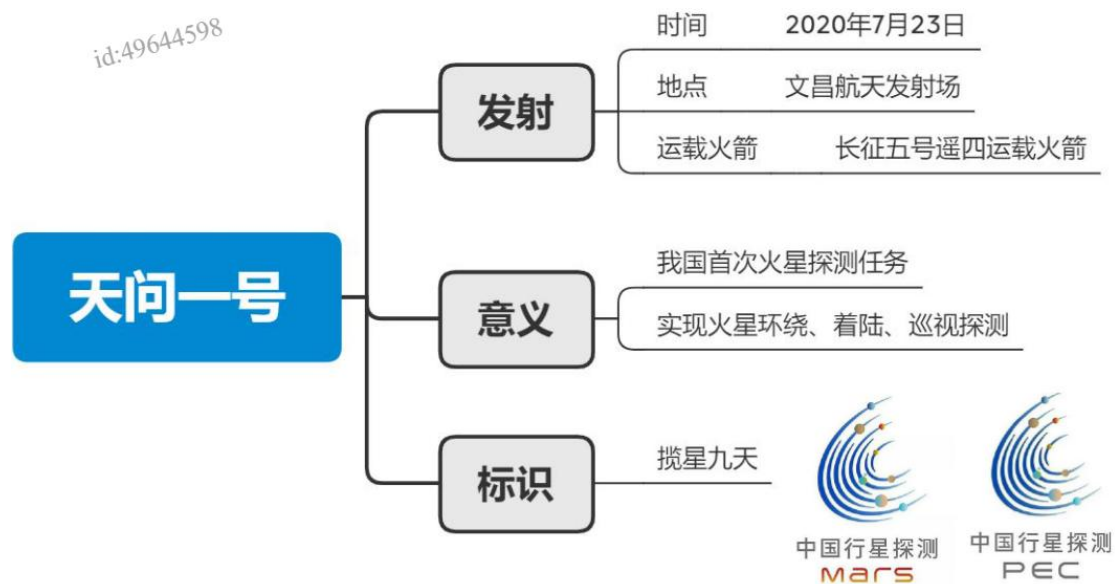 id:49644598
天问一号
发射
时间 2020年7月23日
地点 文昌航天发射场
运载火箭 长征五号遥四运载火箭
意义
我国首次火星探测任务
实现火星环绕、着陆、巡视探测
标识
揽星九天
中国行星探测
Mars
中国行星探测
PEC